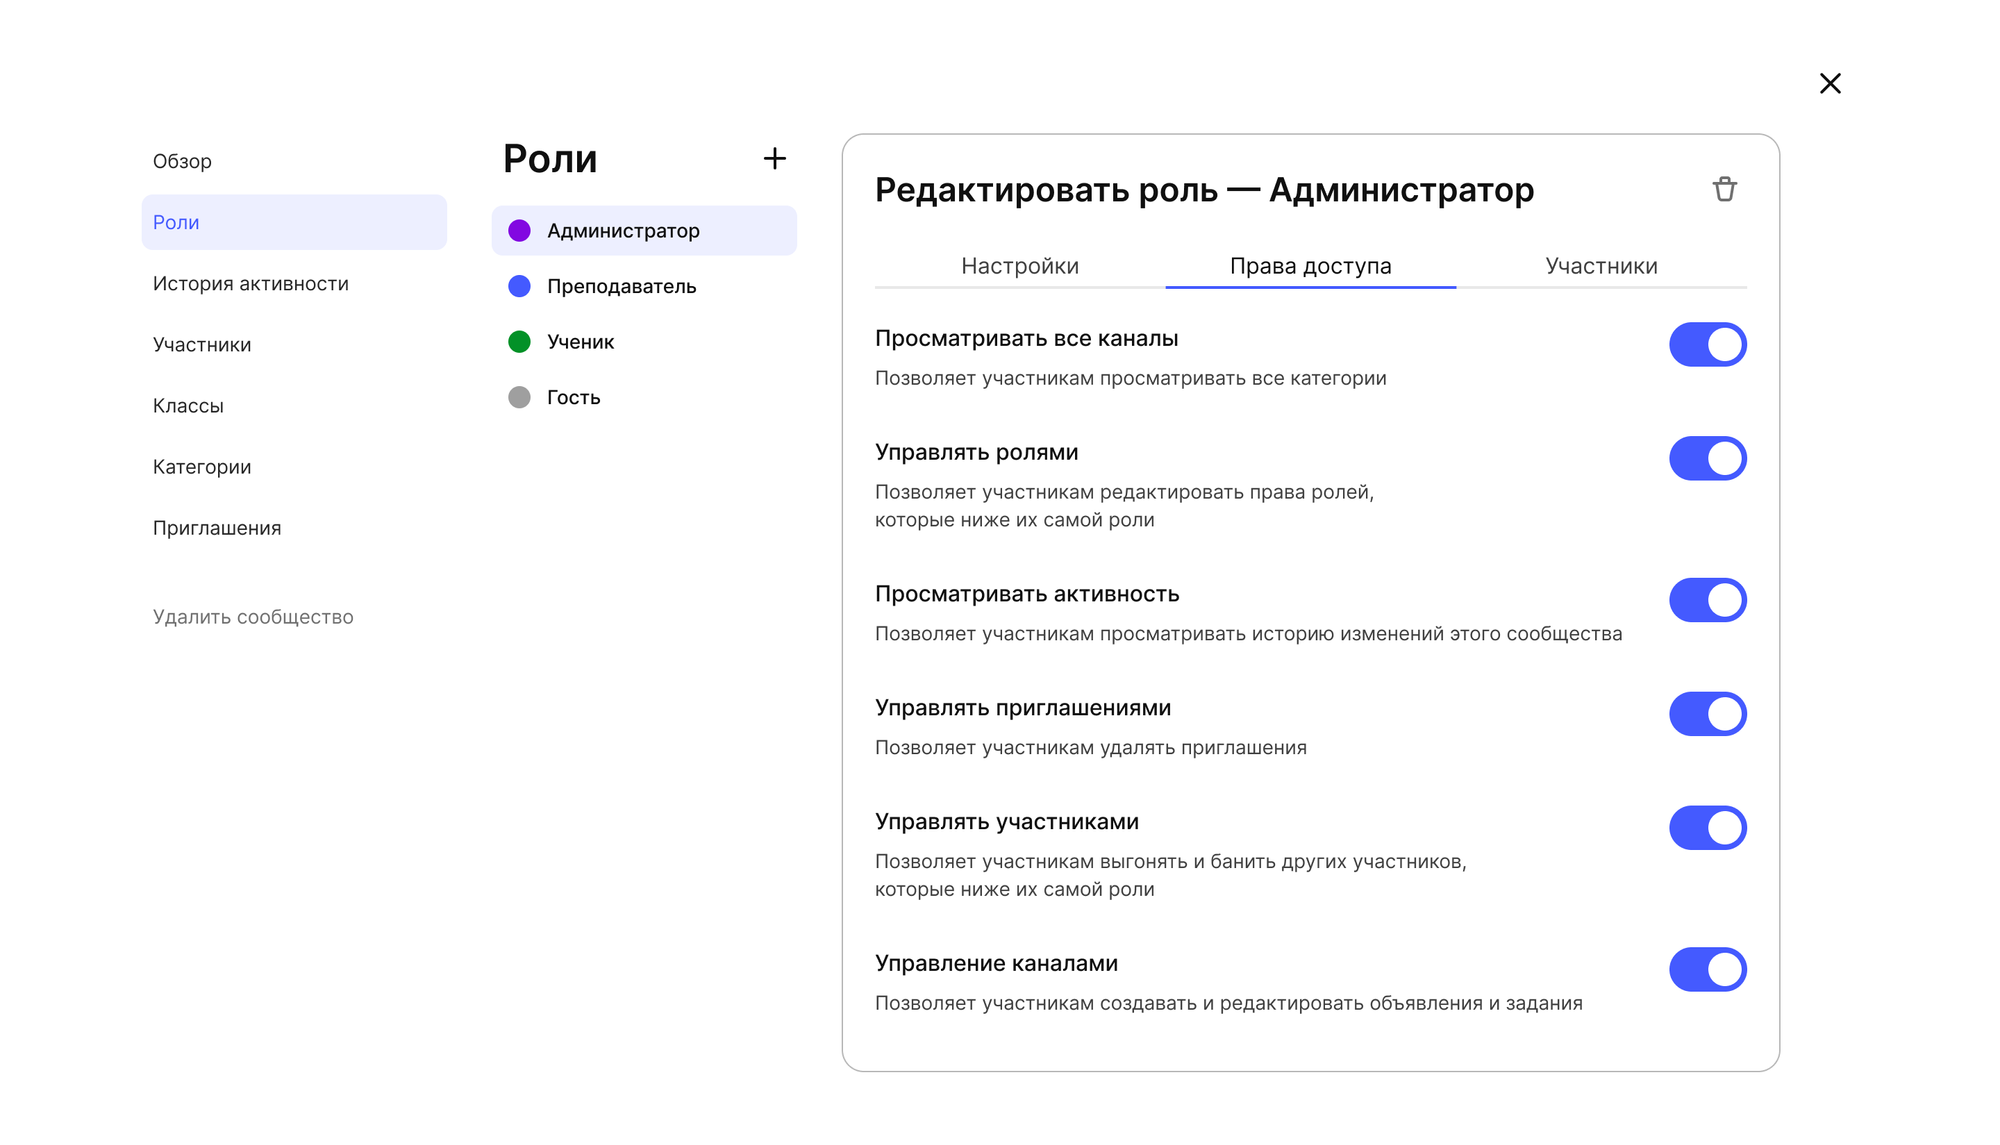 Обзор
Роли
История активности
Участники
Классы
Категории
Приглашения
Удалить сообщество
Роли
Администратор
Преподаватель
Ученик
Гость
Редактировать роль — Администратор
Настройки
Права доступа
Участники
Просматривать все каналы
Позволяет участникам просматривать все категории
Управлять ролями
Позволяет участникам редактировать права ролей,
которые ниже их самой роли
Просматривать активность
Позволяет участникам просматривать историю изменений этого сообщества
Управлять приглашениями
Позволяет участникам удалять приглашения
Управлять участниками
Позволяет участникам выгонять и банить других участников,
которые ниже их самой роли
Управление каналами
Позволяет участникам создавать и редактировать объявления и задания